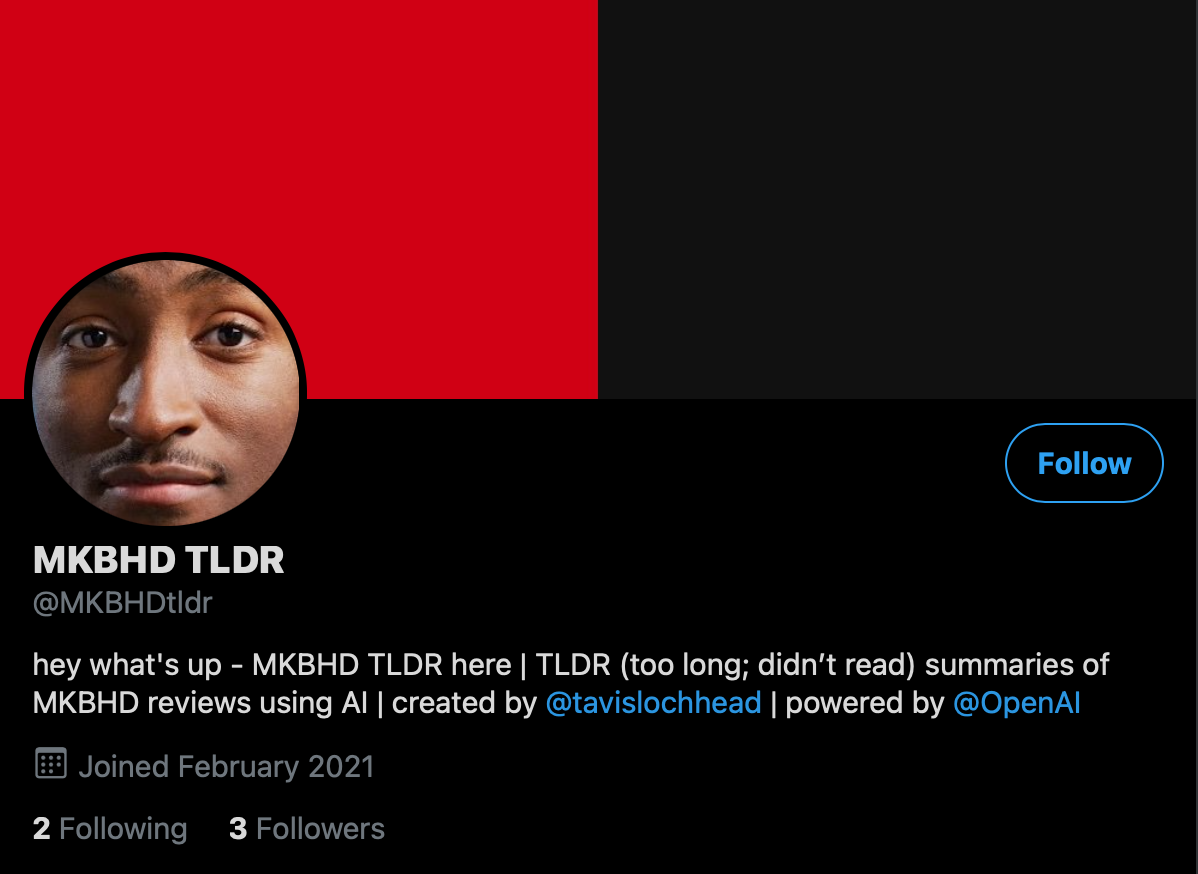 Follow
MKBHD TLDR
@MKBHDtldr
hey what's up - MKBHD TLDR here | TLDR (too long; didn’t read) summaries of
MKBHD reviews using AI | created by @tavislochhead | powered by @OpenAI
Joined February 2021
2 Following 3 Followers